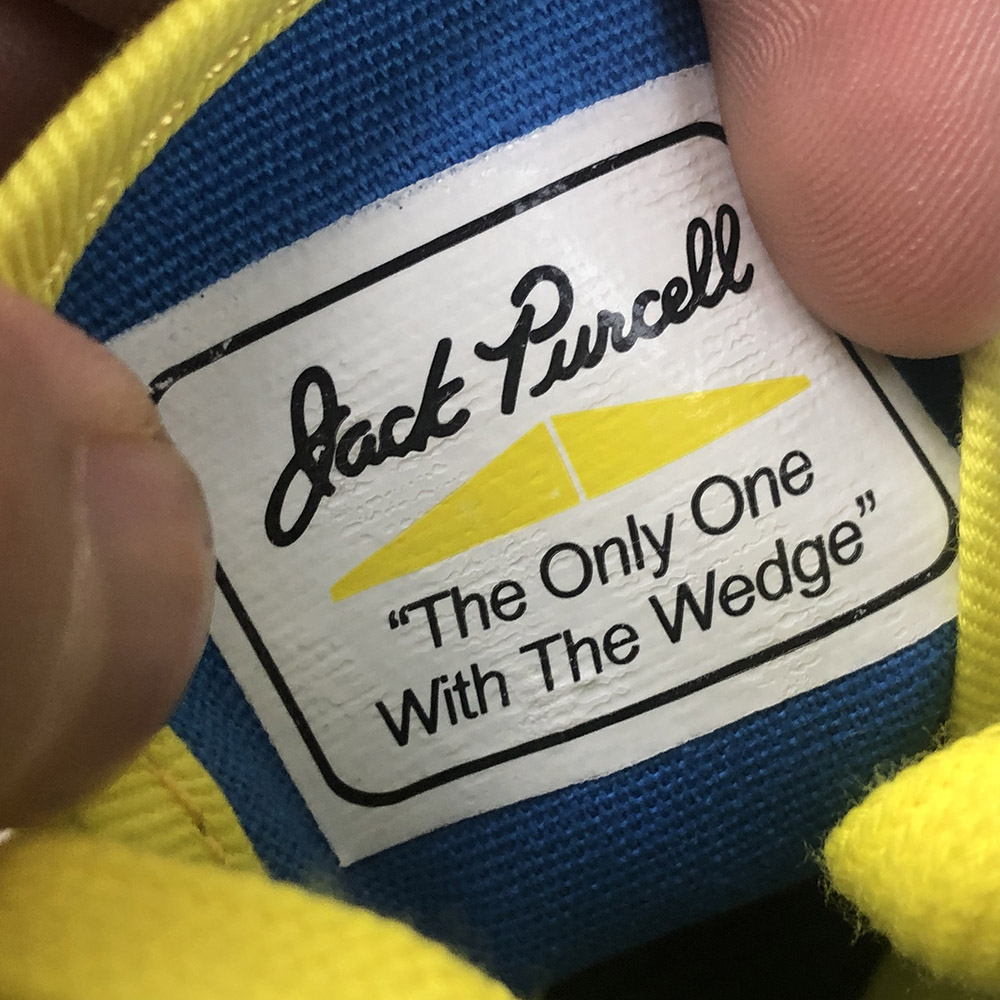 Jack Purcell
“The Only One
With The Wedge”